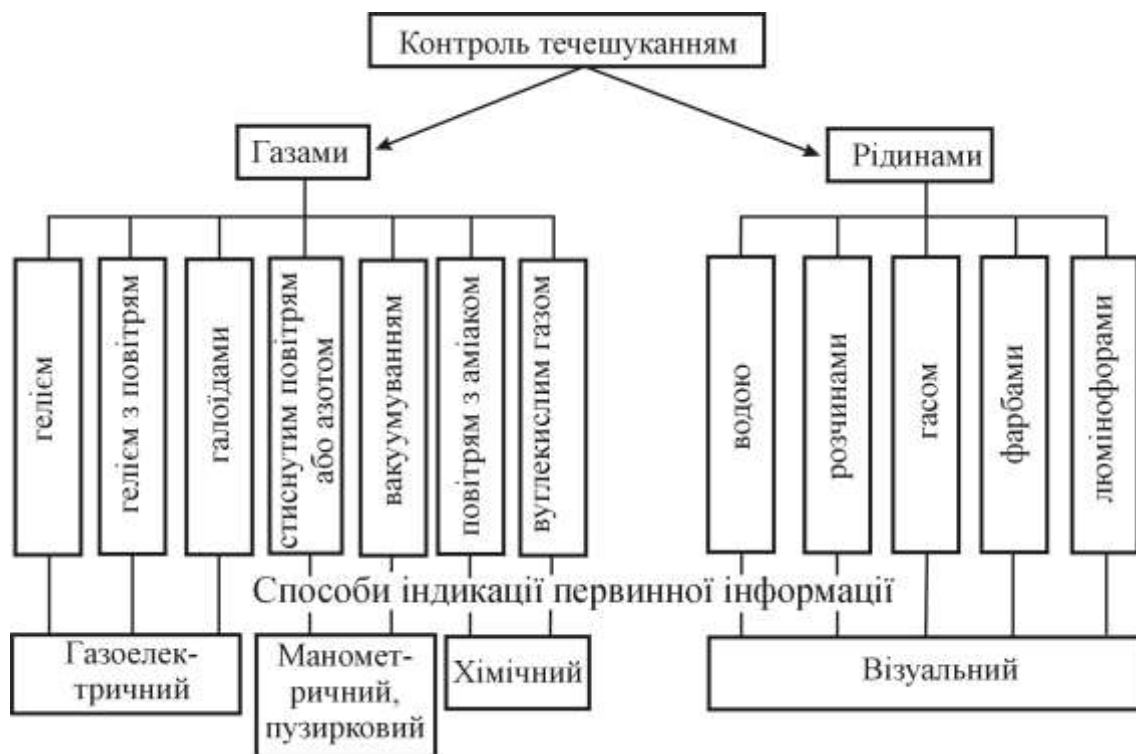 Контроль течешуканням
Газами
Рідинами
гелієм
гелієм з повітрям
галоїдами
стиснутим повітрям
або азотом
вакумуванням
повітрям з аміаком
вуглекислим газом
водою
розчинами
гасом
фарбами
люмінофорами
Способи індикації первинної інформації
Газоелек-
тричний
Маномет-
ричний,
пузирковий
Хімічний
Візуальний